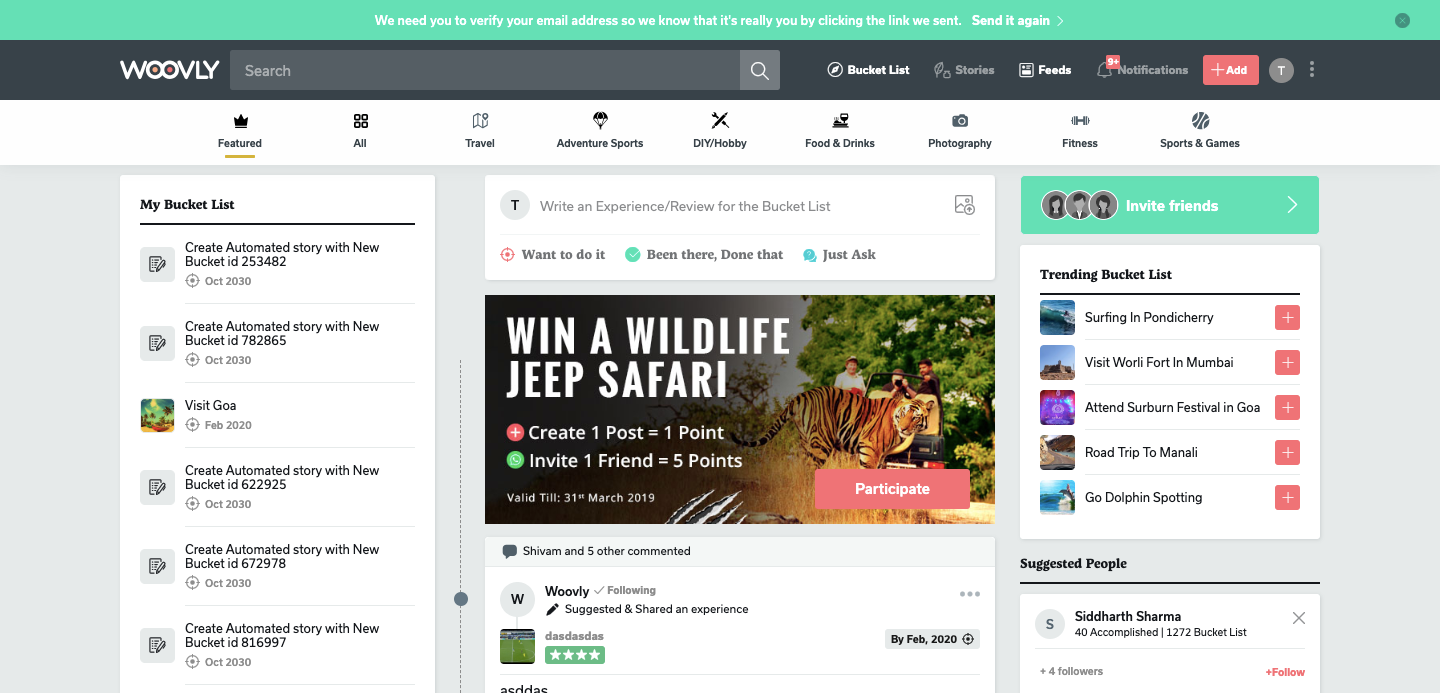 We need you to verify your email address so we know that it's really you by clicking the link we sent. Send it again
WOOVLY
Search
Bucket List
Stories
Feeds
9+
Notifications
Add
T
Featured
All
Travel
Adventure Sports
DIY/Hobby
Food & Drinks
Photography
Fitness
Sports & Games
My Bucket List
Create Automated story with New
Bucket id 253482
Oct 2030
Create Automated story with New
Bucket id 782865
Oct 2030
Visit Goa
Feb 2020
Create Automated story with New
Bucket id 622925
Oct 2030
Create Automated story with New
Bucket id 672978
Oct 2030
Create Automated story with New
Bucket id 816997
Oct 2030
T
Write an Experience/Review for the Bucket List
Want to do it
Been there, Done that
Just Ask
WIN A WILDLIFE
JEEP SAFARI
Create 1 Post = 1 Point
Invite 1 Friend = 5 Points
Valid Till: 31st March 2019
Participate
Shivam and 5 other commented
W
Woovly
Following
Suggested & Shared an experience
dasdasdas
By Feb, 2020
asddas
Invite friends
Trending Bucket List
Surfing In Pondicherry
Visit Worli Fort In Mumbai
Attend Surburn Festival in Goa
Road Trip To Manali
Go Dolphin Spotting
Suggested People
S
Siddharth Sharma
40 Accomplished | 1272 Bucket List
+ 4 followers
+Follow